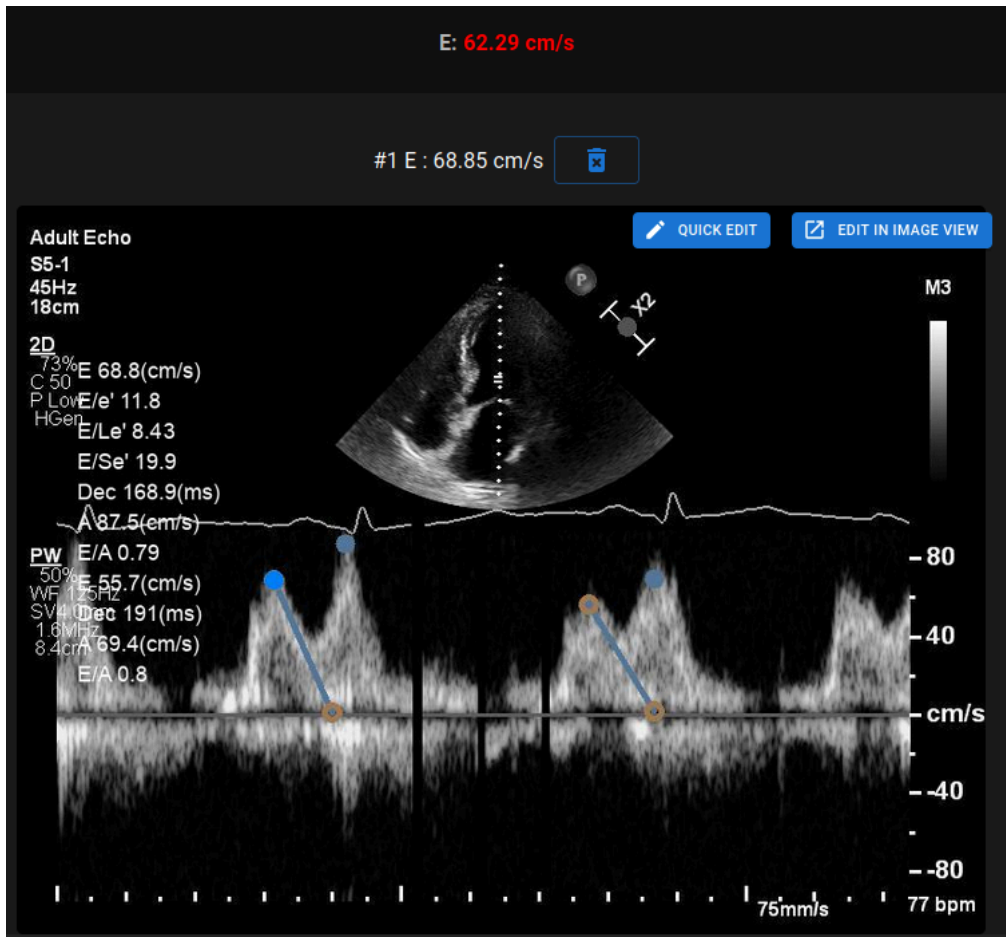 E: 62.29 cm/s
#1 E : 68.85 cm/s
QUICK EDIT
EDIT IN IMAGE VIEW
Adult Echo
S5-1
45Hz
18cm
M3
P
X2
2D
73%
C 50
P Low
HGen
E 68.8(cm/s)
E/e' 11.8
E/Le' 8.43
E/Se' 19.9
Dec 168.9(ms)
A 87.5(cm/s)
E/A 0.79
E 55.7(cm/s)
Dec 191(ms)
A 69.4(cm/s)
E/A 0.8
PW
50%
WF 125Hz
SV4.0mm
1.6MHz
8.4cm
80
40
cm/s
-40
-80
75mm/s
77 bpm